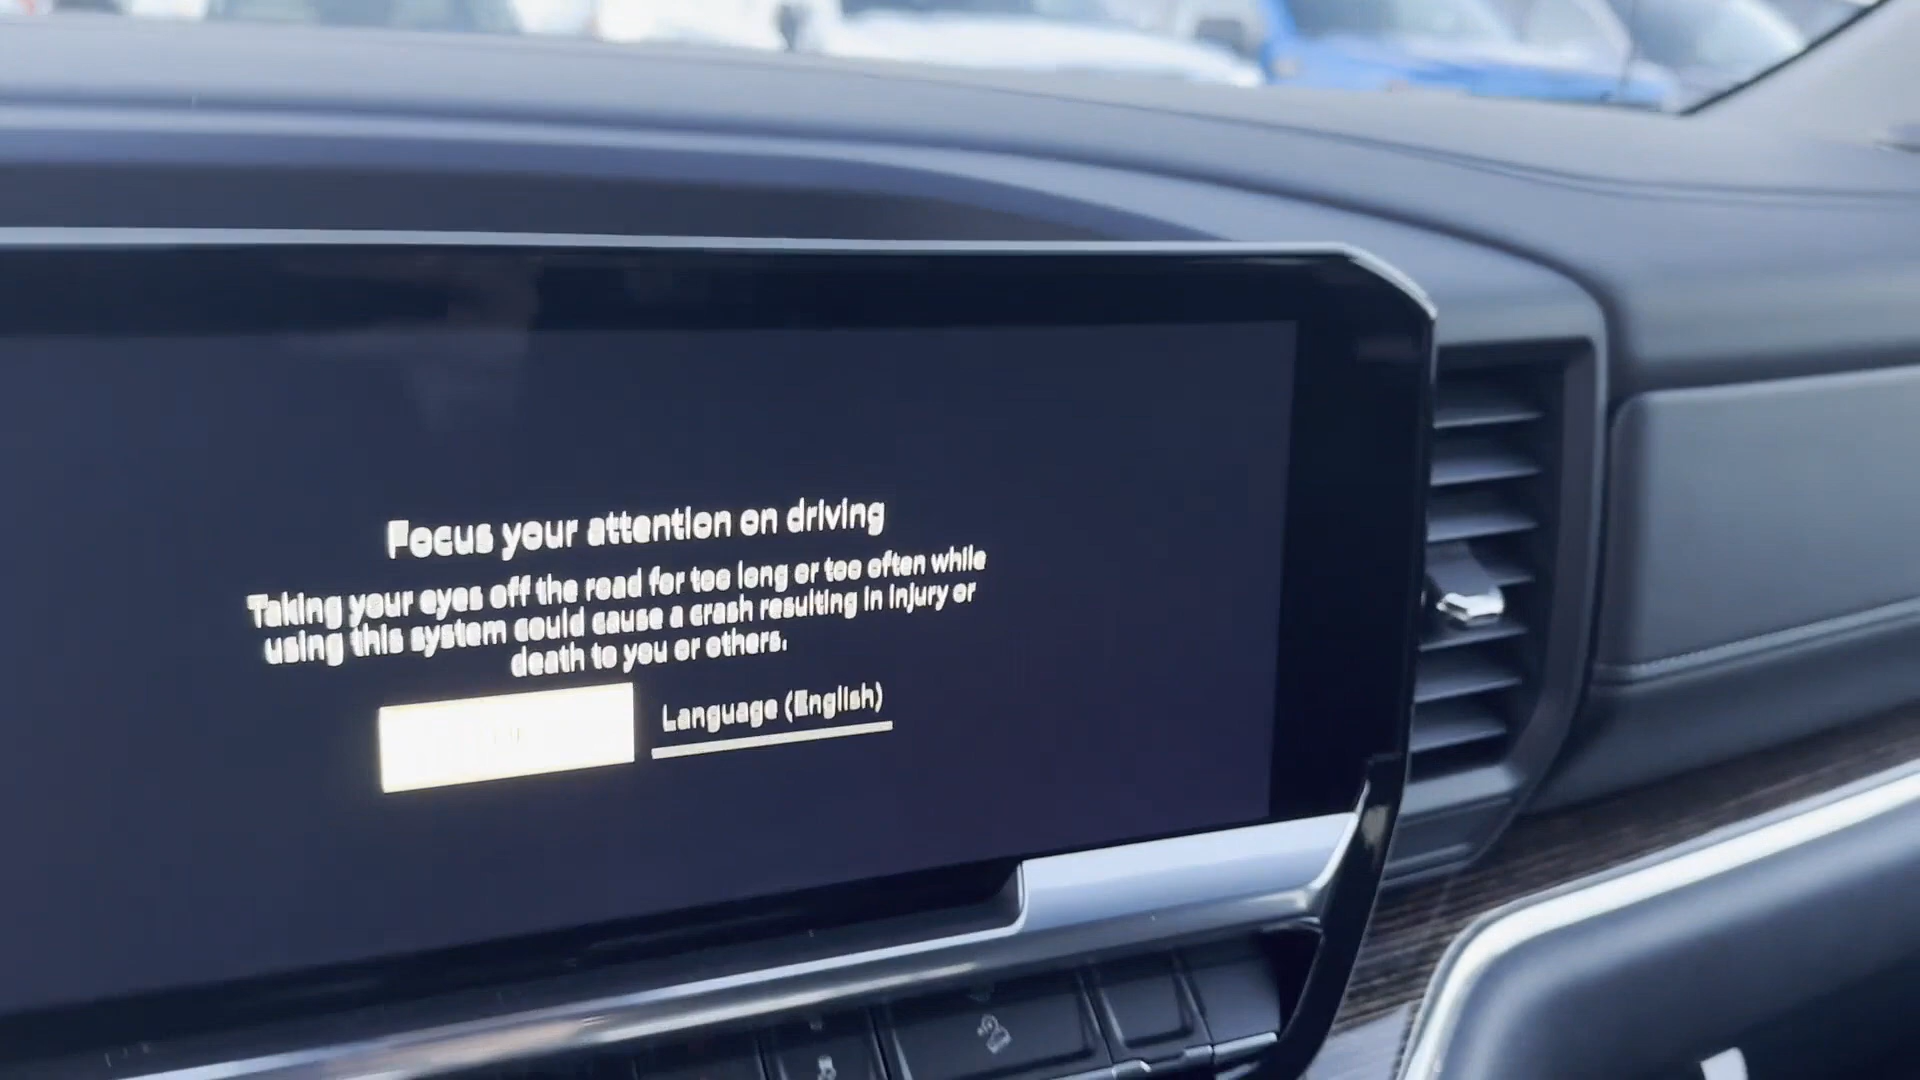 Focus your attention on driving
Taking your eyes off the road for too long or too often while
using this system could cause a crash resulting in injury or
death to you or others.
Language (English)